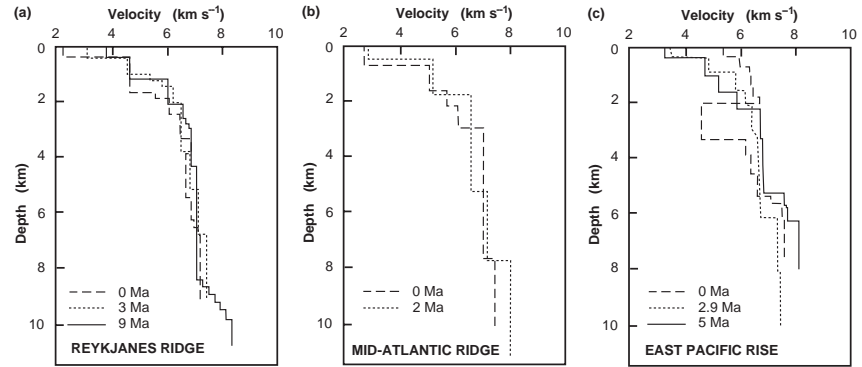 (a)
Velocity (km s⁻¹)
2 4 6 8 10
0
2
4
6
8
10
Depth (km)
0 Ma
3 Ma
9 Ma
REYKJANES RIDGE
(b)
Velocity (km s⁻¹)
2 4 6 8 10
0
2
4
6
8
10
Depth (km)
0 Ma
2 Ma
MID-ATLANTIC RIDGE
(c)
Velocity (km s⁻¹)
2 4 6 8 10
0
2
4
6
8
10
Depth (km)
0 Ma
2.9 Ma
5 Ma
EAST PACIFIC RISE